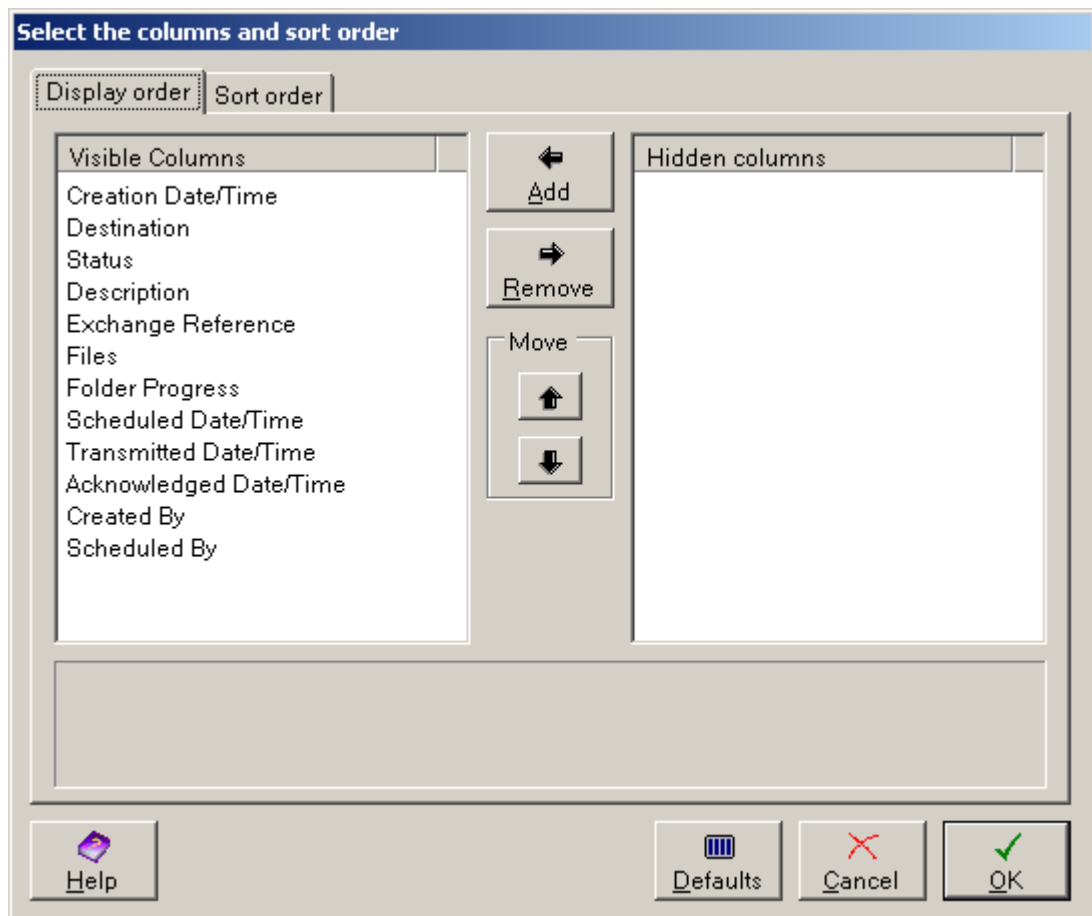 Select the columns and sort order
Display order
Sort order
Visible Columns
Creation Date/Time
Destination
Status
Description
Exchange Reference
Files
Folder Progress
Scheduled Date/Time
Transmitted Date/Time
Acknowledged Date/Time
Created By
Scheduled By
Add
Remove
Move
Hidden columns
Help
Defaults
Cancel
OK